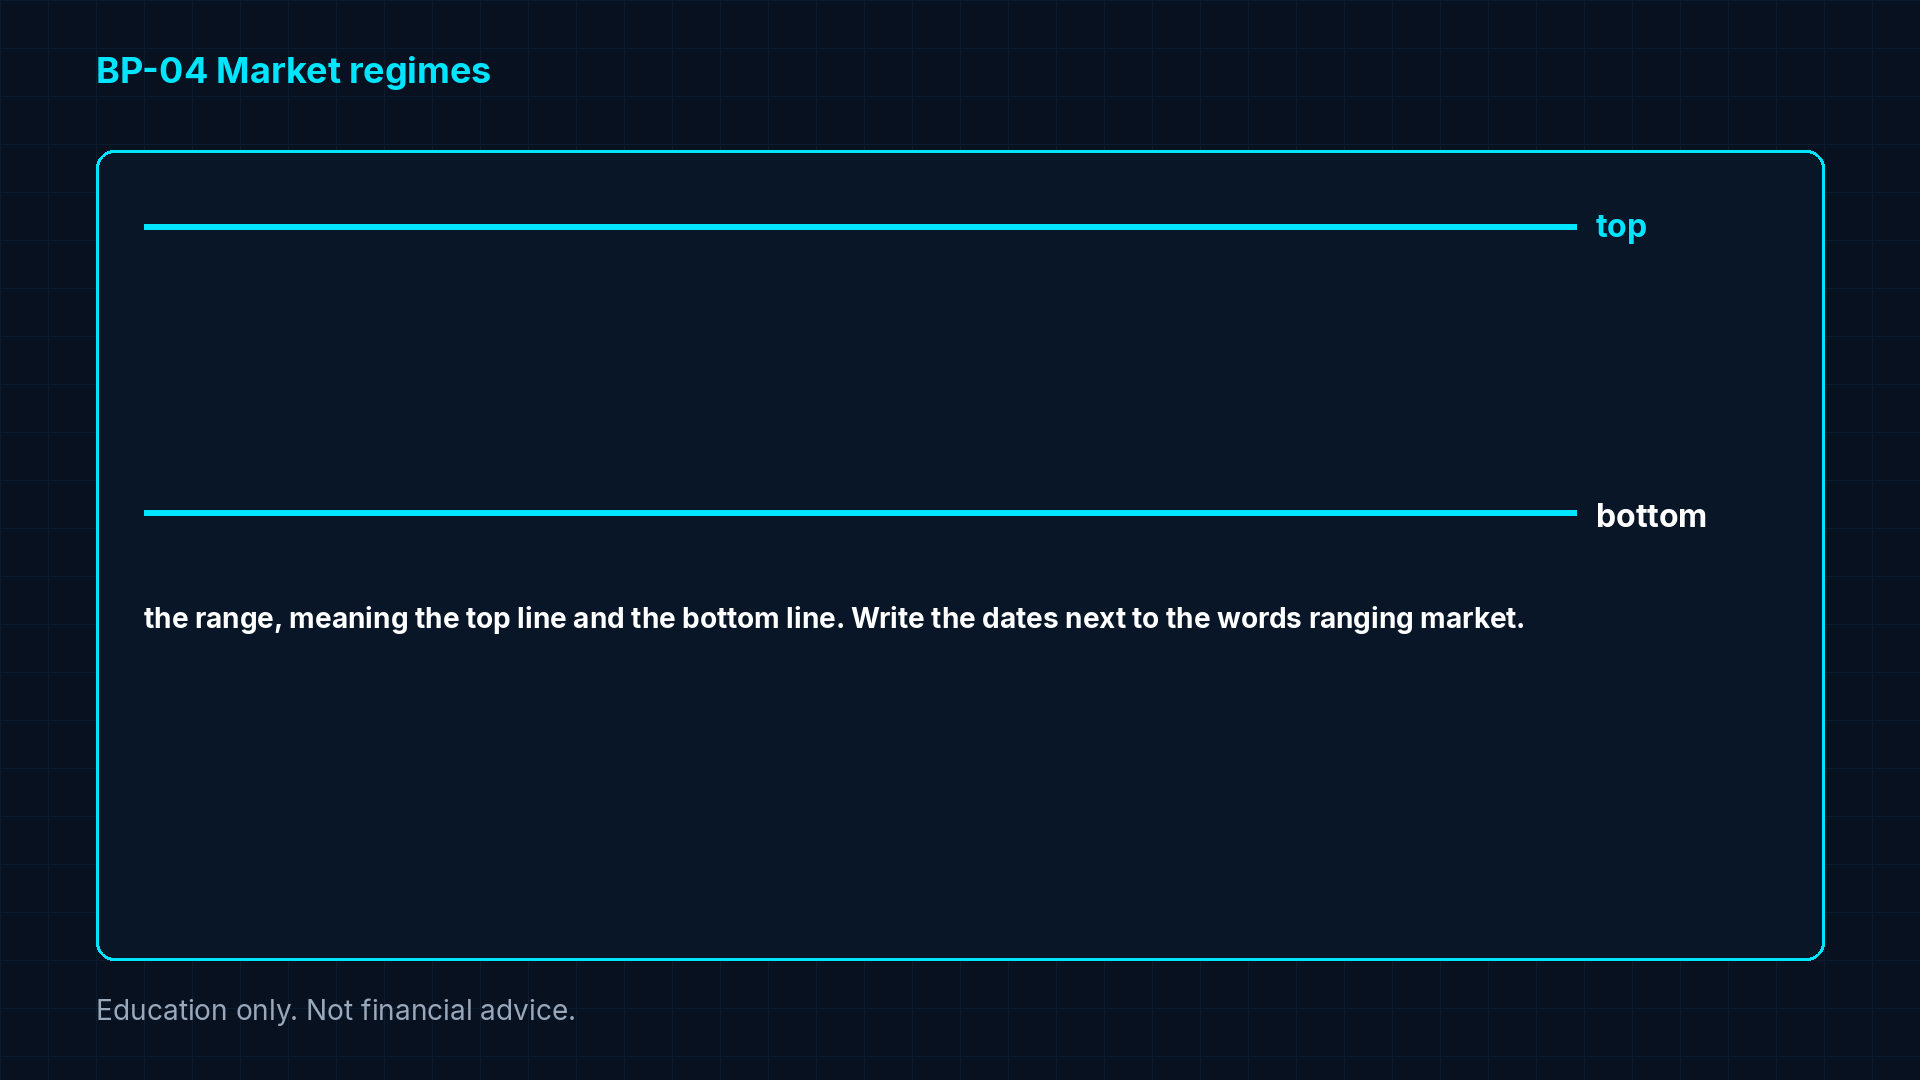 BP-04 Market regimes
top
bottom
the range, meaning the top line and the bottom line. Write the dates next to the words ranging market.
Education only. Not financial advice.